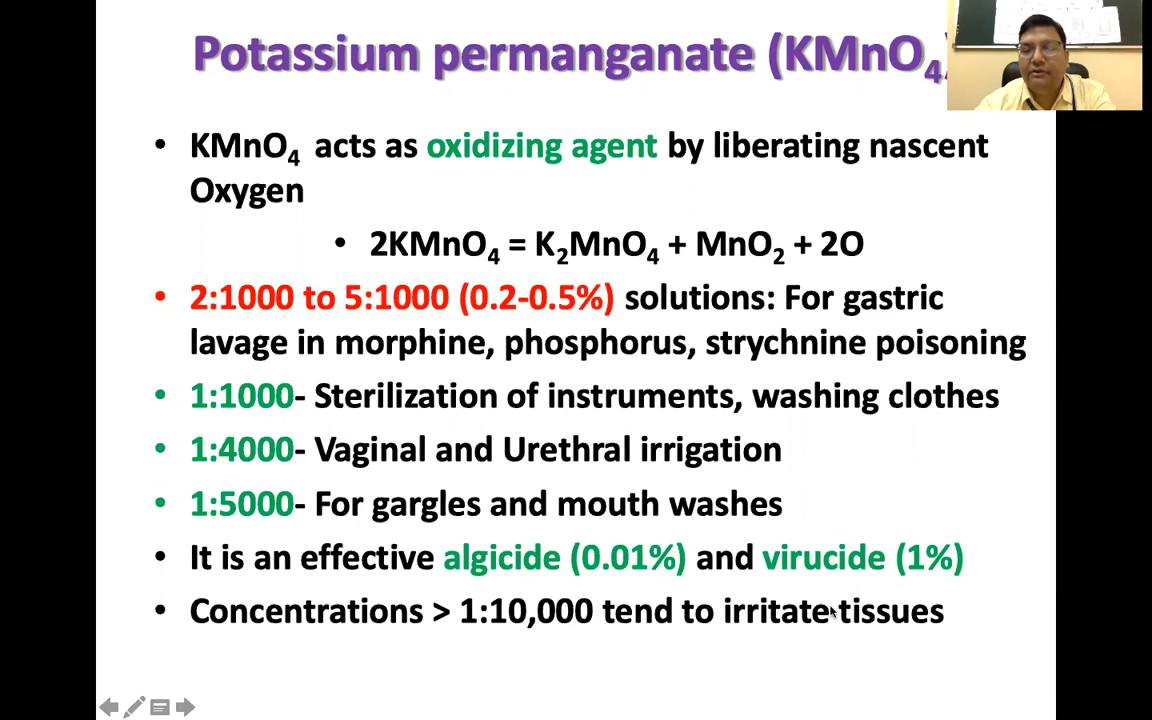 Potassium permanganate (KMnO₄)
• KMnO₄ acts as oxidizing agent by liberating nascent
Oxygen
• 2KMnO₄ = K₂MnO₄ + MnO₂ + 2O
• 2:1000 to 5:1000 (0.2-0.5%) solutions: For gastric
lavage in morphine, phosphorus, strychnine poisoning
• 1:1000- Sterilization of instruments, washing clothes
• 1:4000- Vaginal and Urethral irrigation
• 1:5000- For gargles and mouth washes
• It is an effective algicide (0.01%) and virucide (1%)
• Concentrations > 1:10,000 tend to irritate tissues